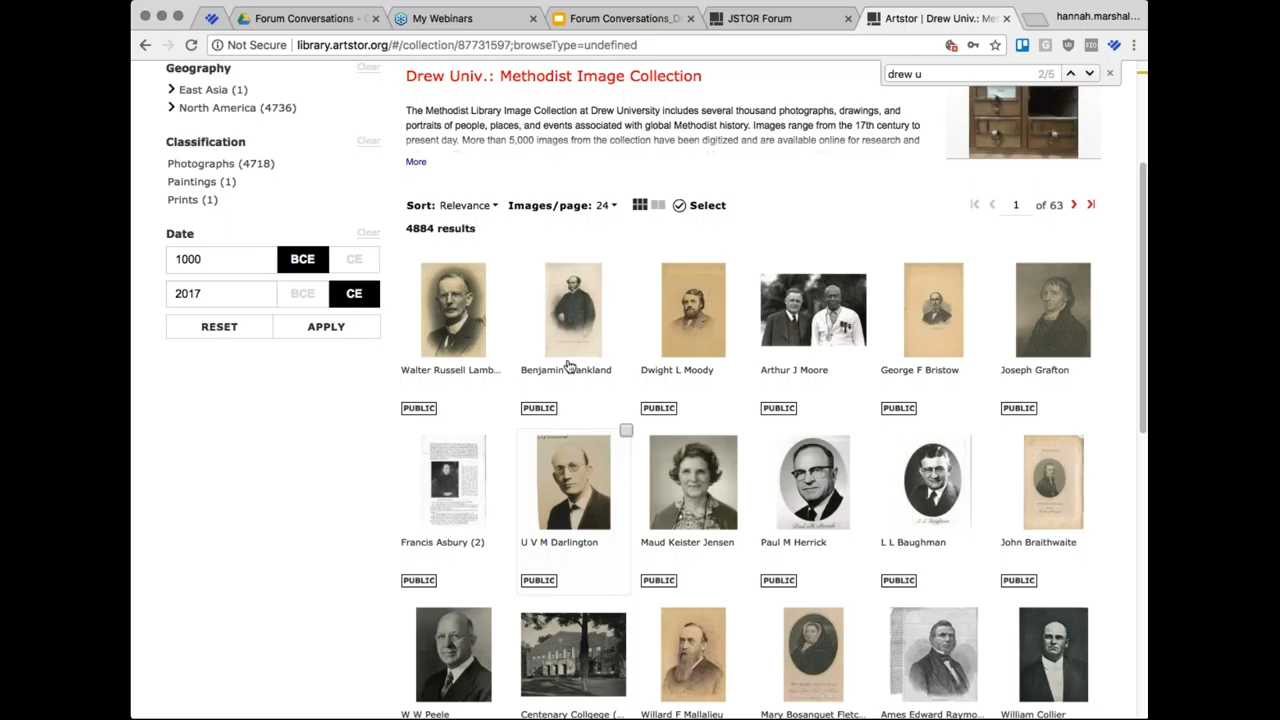 Forum Conversations - G
My Webinars
Forum Conversations_D
JSTOR Forum
Artstor | Drew Univ.: Me
hannah.marshal...
Not Secure | library.artstor.org/#/collection/87731597;browseType=undefined
drew u 2/5
Geography Clear
East Asia (1)
North America (4736)
Classification Clear
Photographs (4718)
Paintings (1)
Prints (1)
Date Clear
1000 BCE CE
2017 BCE CE
RESET APPLY
Drew Univ.: Methodist Image Collection
The Methodist Library Image Collection at Drew University includes several thousand photographs, drawings, and
portraits of people, places, and events associated with global Methodist history. Images range from the 17th century to
present day. More than 5,000 images from the collection have been digitized and are available online for research and
More
Sort: Relevance Images/page: 24 Select 1 of 63
4884 results
Walter Russell Lamb... Benjamin Dwight L Moody Arthur J Moore George F Bristow Joseph Grafton
PUBLIC PUBLIC PUBLIC PUBLIC PUBLIC PUBLIC
Francis Asbury (2) U V M Darlington Maud Keister Jensen Paul M Herrick L L Baughman John Braithwaite
PUBLIC PUBLIC PUBLIC PUBLIC PUBLIC PUBLIC
W W Peele Centenary Collgege (... Willard F Mallalieu Mary Bosanquet Fletc... Ames Edward Raymo... William Collier